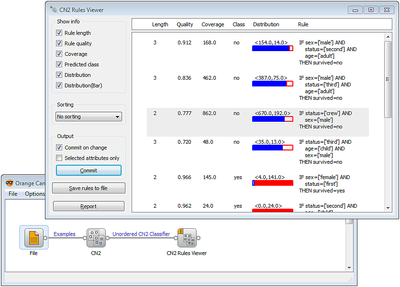 CN2 Rules Viewer
Show info
Rule length
Rule quality
Coverage
Predicted class
Distribution
Distribution(Bar)
Sorting
No sorting
Output
Commit on change
Selected attributes only
Commit
Save rules to file
Report
Length Quality Coverage Class Distribution Rule
3 0.912 168.0 no <154.0,14.0> IF sex=['male'] AND
status=['second'] AND
age=['adult']
THEN survived=no
3 0.836 462.0 no <387.0,75.0> IF sex=['male'] AND
status=['third'] AND
age=['adult']
THEN survived=no
2 0.777 862.0 no <670.0,192.0> IF status=['crew'] AND
sex=['male']
THEN survived=no
3 0.720 48.0 no <35.0,13.0> IF status=['third'] AND
age=['child'] AND
sex=['male']
THEN survived=no
2 0.966 145.0 yes <4.0,141.0> IF sex=['female'] AND
status=['first']
THEN survived=yes
2 0.962 24.0 yes <0.0,24.0> IF status=['second'] AND
Orange Can
File Options
Examples
Unordered CN2 Classifier
File
CN2
CN2 Rules Viewer